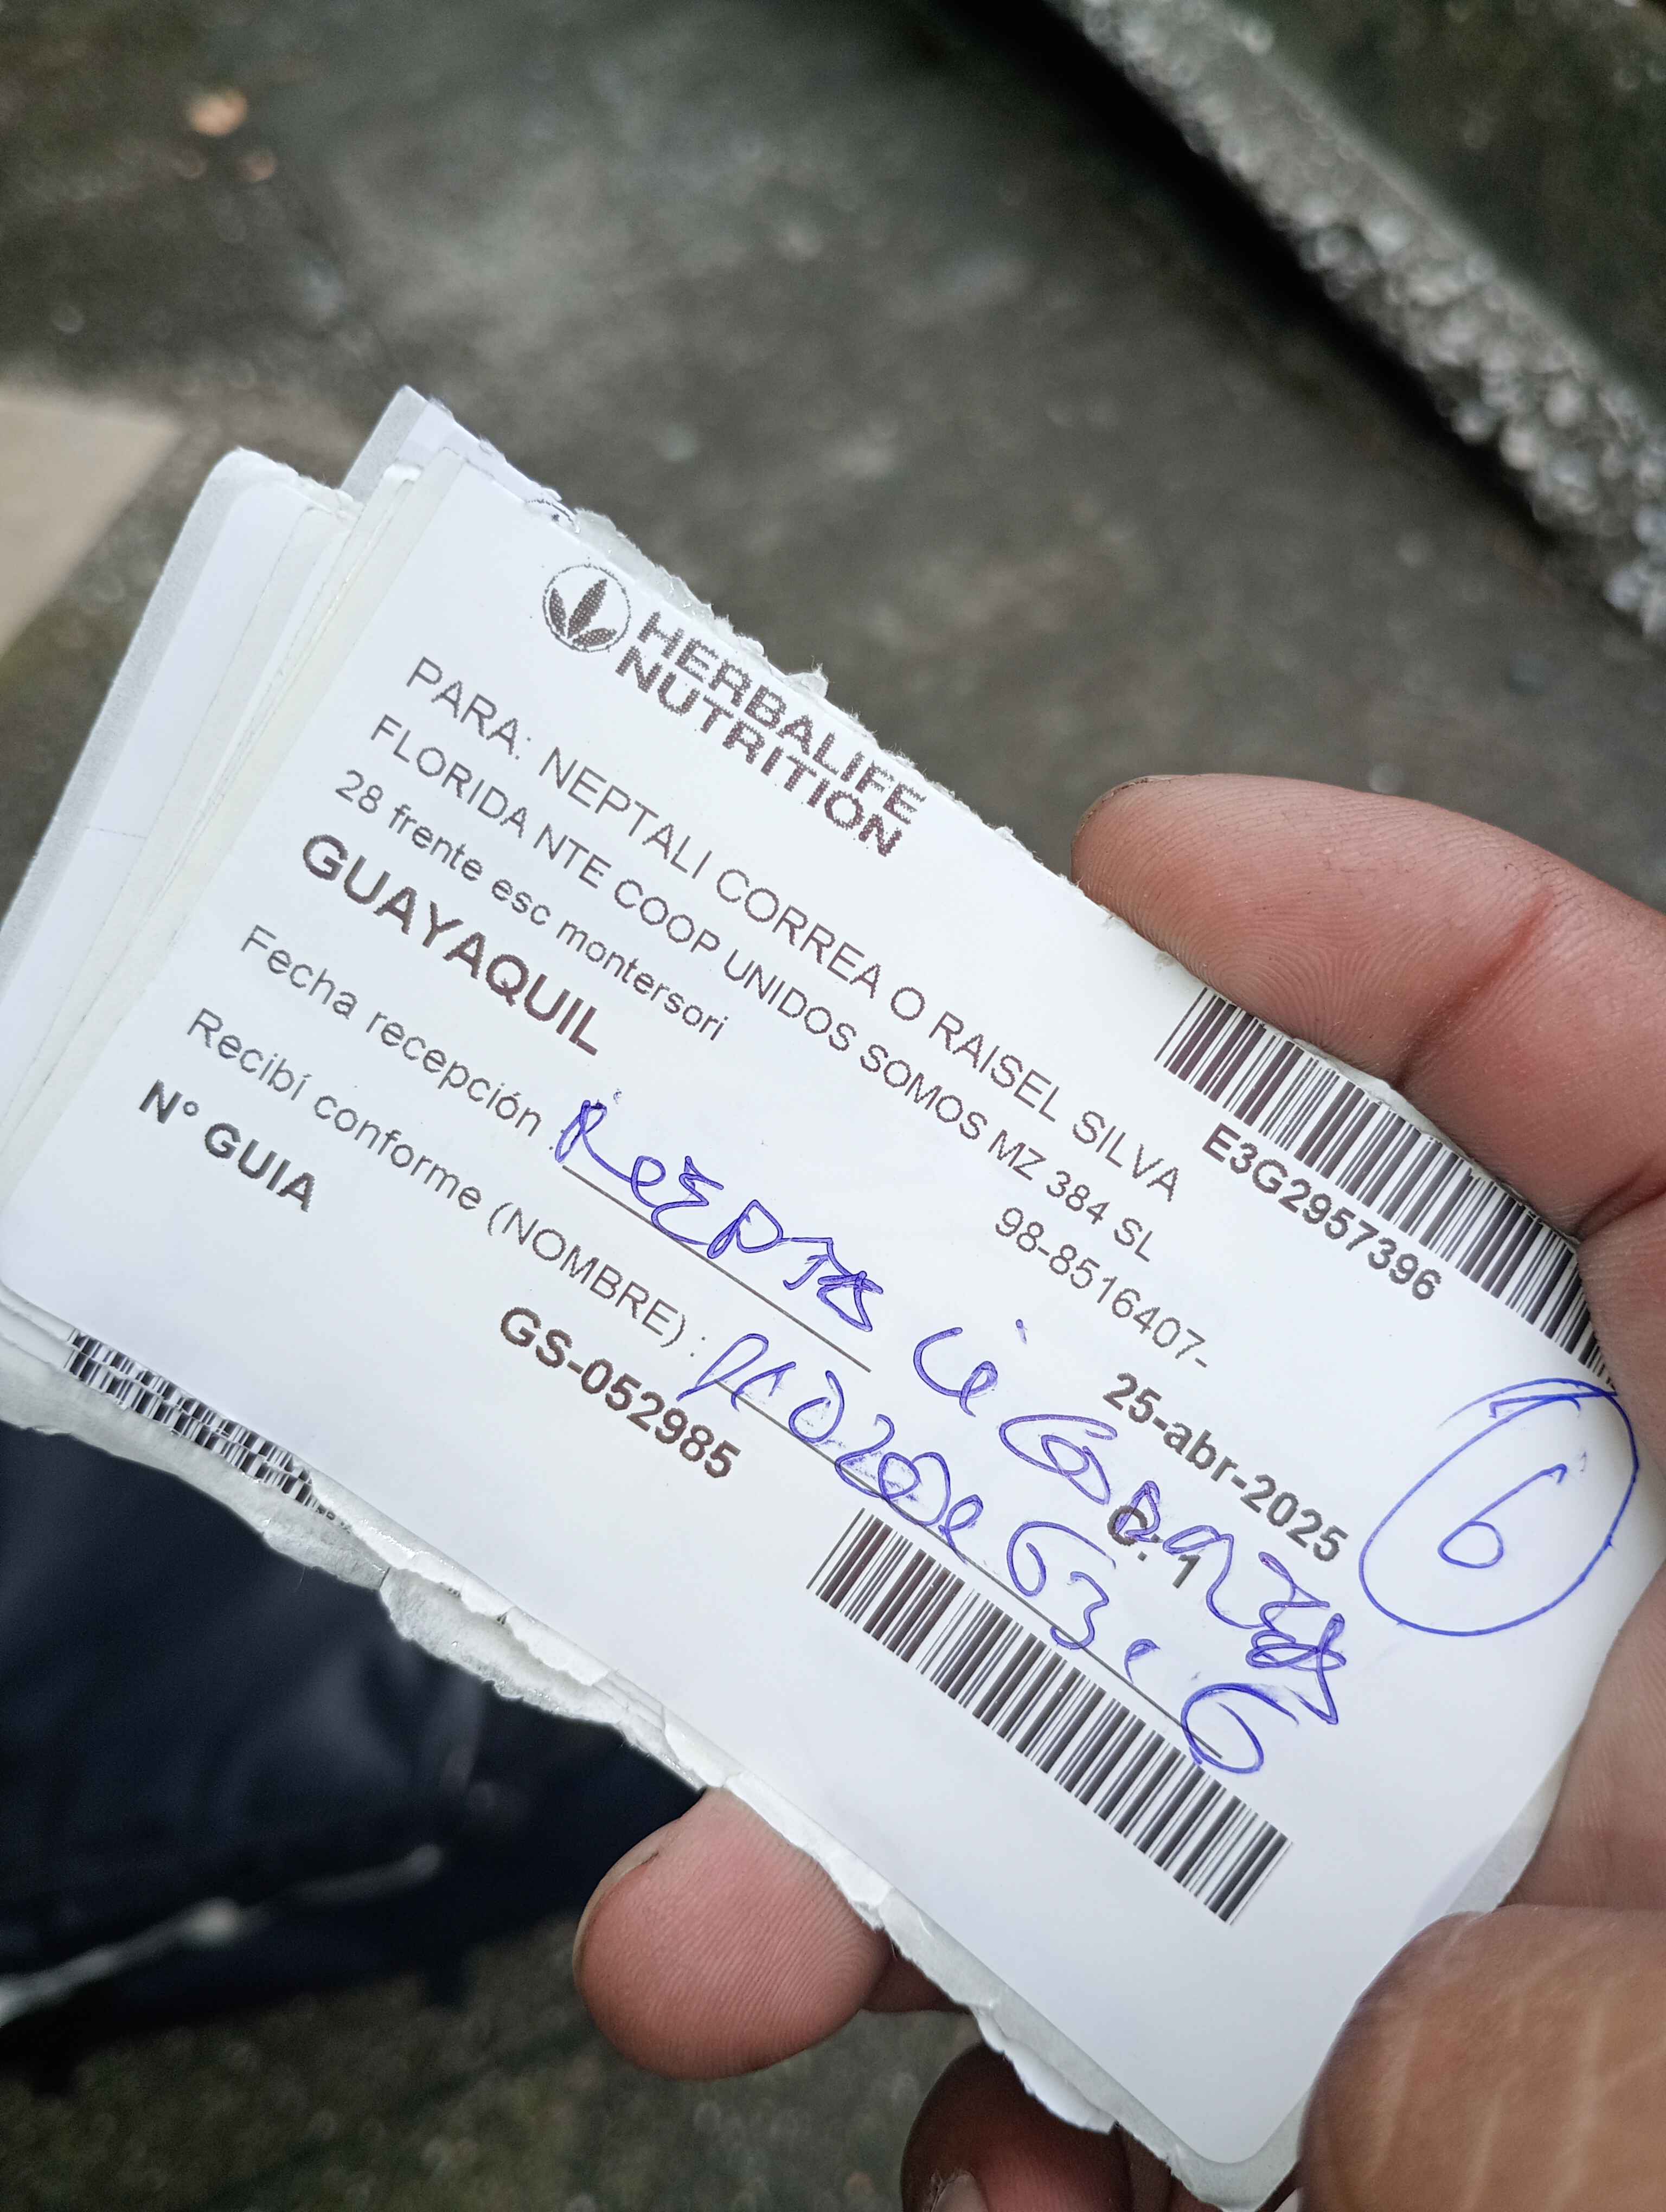 HERBALIFE
NUTRITION
E3G2957396
PARA: NEPTALI CORREA O RAISEL SILVA
FLORIDA NTE COOP UNIDOS SOMOS MZ 384 SL
28 frente esc montersori
98-8516407-
GUAYAQUIL
25-abr-2025
Fecha recepción
C: 1
Recibí conforme (NOMBRE) :
N° GUIA
GS-052985
6